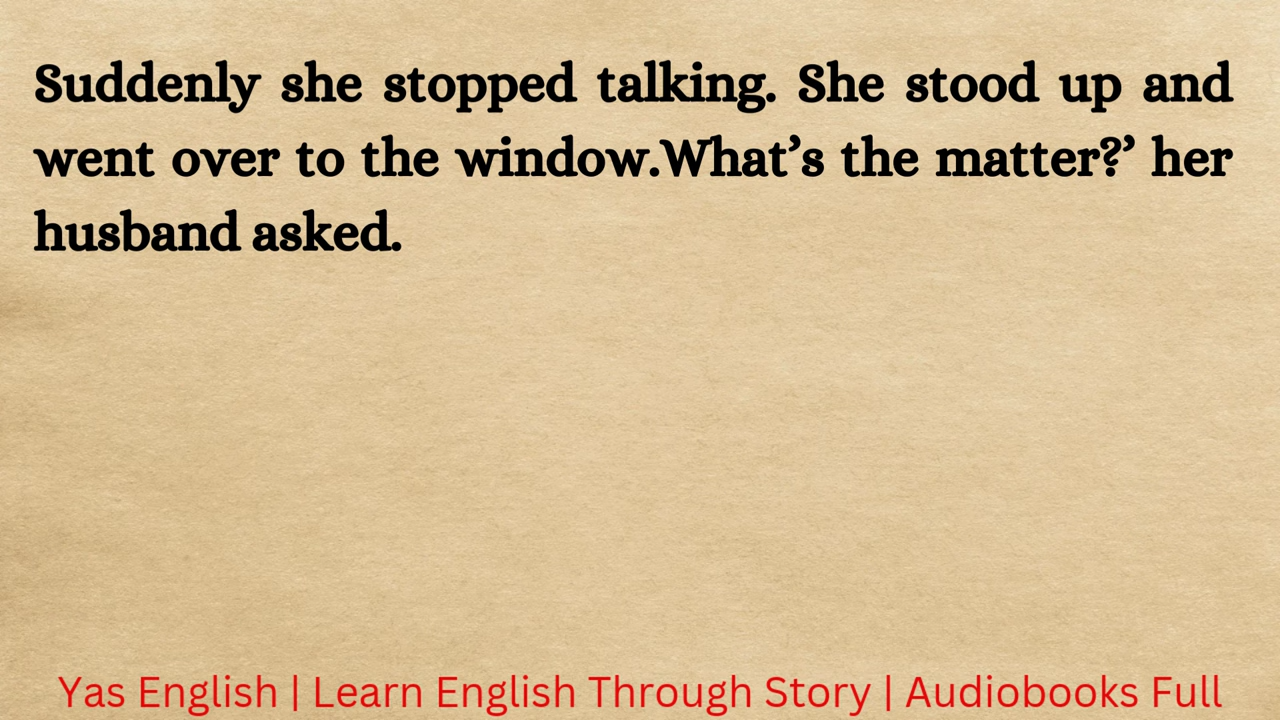 Suddenly she stopped talking. She stood up and
went over to the window.What’s the matter?’ her
husband asked.
Yas English | Learn English Through Story | Audiobooks Full